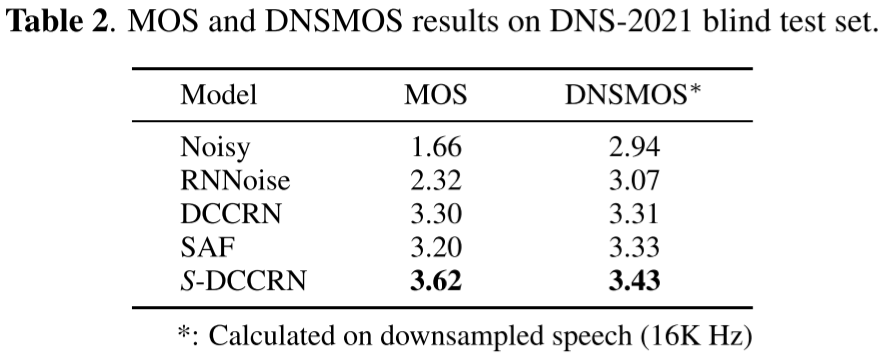 Table 2. MOS and DNSMOS results on DNS-2021 blind test set.
Model MOS DNSMOS*
Noisy 1.66 2.94
RNNoise 2.32 3.07
DCCRN 3.30 3.31
SAF 3.20 3.33
S-DCCRN 3.62 3.43
*: Calculated on downsampled speech (16K Hz)